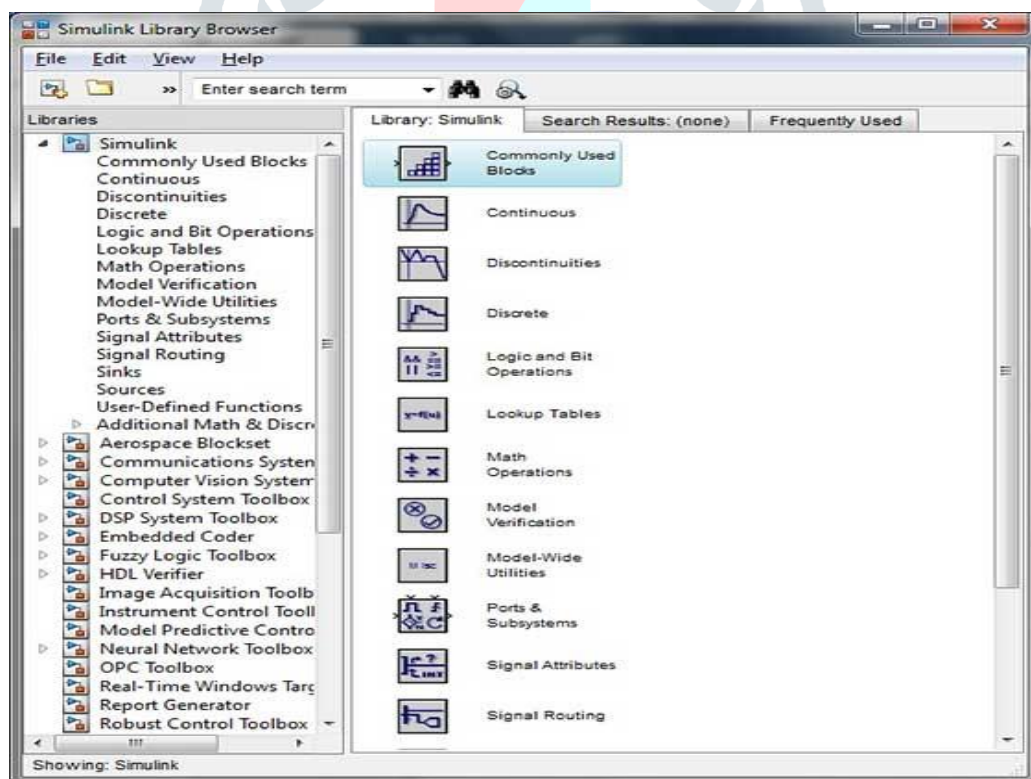 Simulink Library Browser
File Edit View Help
» Enter search term
Libraries
Simulink
Commonly Used Blocks
Continuous
Discontinuities
Discrete
Logic and Bit Operations
Lookup Tables
Math Operations
Model Verification
Model-Wide Utilities
Ports & Subsystems
Signal Attributes
Signal Routing
Sinks
Sources
User-Defined Functions
Additional Math & Discr
Aerospace Blockset
Communications System
Computer Vision System
Control System Toolbox
DSP System Toolbox
Embedded Coder
Fuzzy Logic Toolbox
HDL Verifier
Image Acquisition Toolb
Instrument Control Tool
Model Predictive Contro
Neural Network Toolbox
OPC Toolbox
Real-Time Windows Targ
Report Generator
Robust Control Toolbox
Library: Simulink Search Results: (none) Frequently Used
Commonly Used
Blocks
Continuous
Discontinuities
Discrete
Logic and Bit
Operations
y=f(u)
Lookup Tables
Math
Operations
Model
Verification
Model-Wide
Utilities
Ports &
Subsystems
Signal Attributes
Signal Routing
Showing: Simulink